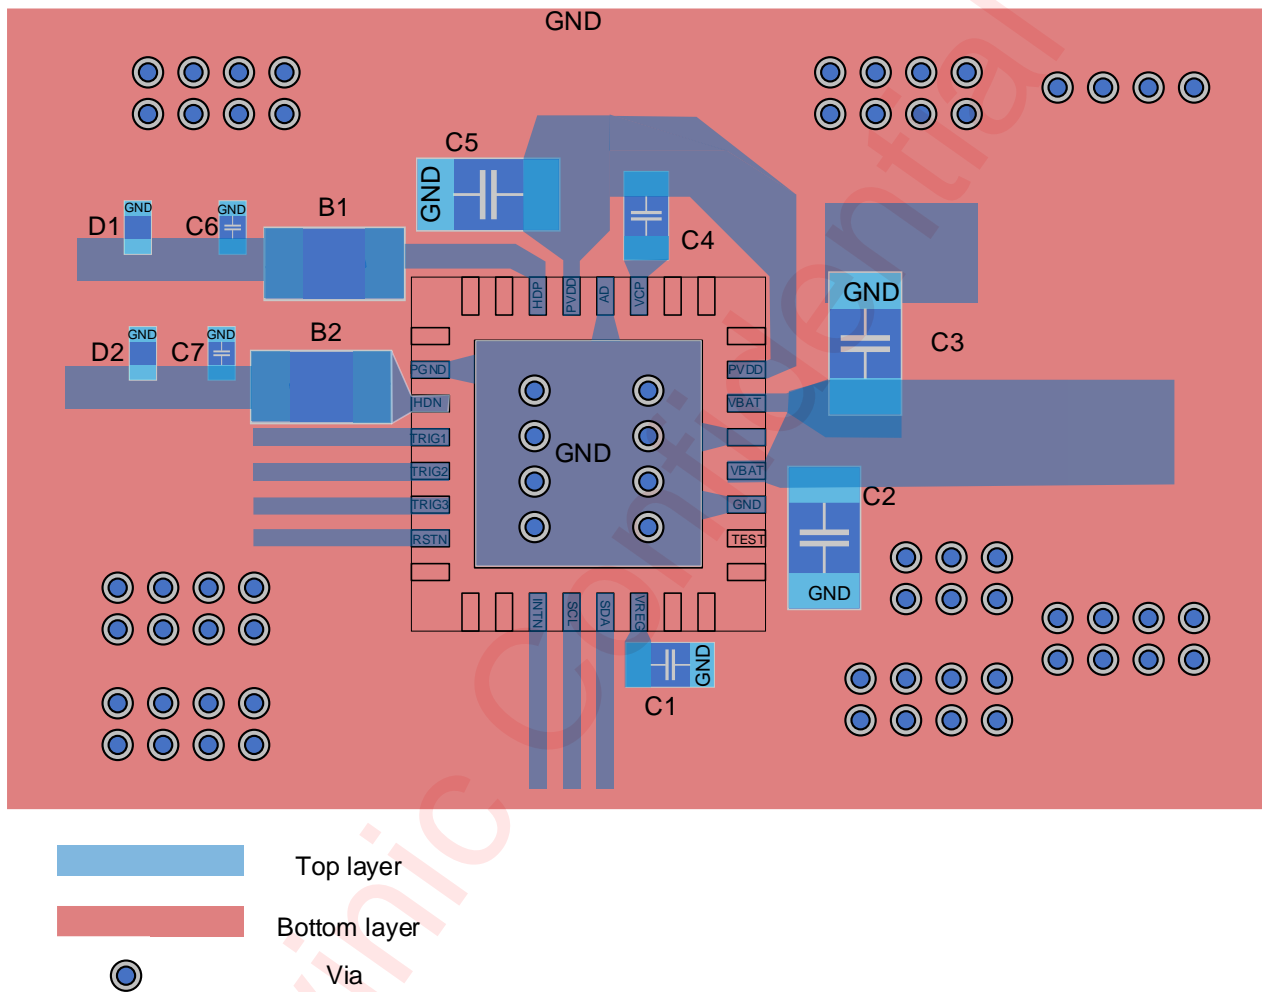 GND
C5
GND
C4
D1
GND
C6
GND
B1
HDP
PVDD
AD
VCP
GND
C3
D2
GND
C7
GND
B2
PGND
HDN
TRIG1
TRIG2
TRIG3
RSTN
GND
PVDD
VBAT
VBAT
GND
TEST
C2
GND
INTN
SCL
SDA
VREG
GND
C1
Top layer
Bottom layer
Via
Confidential